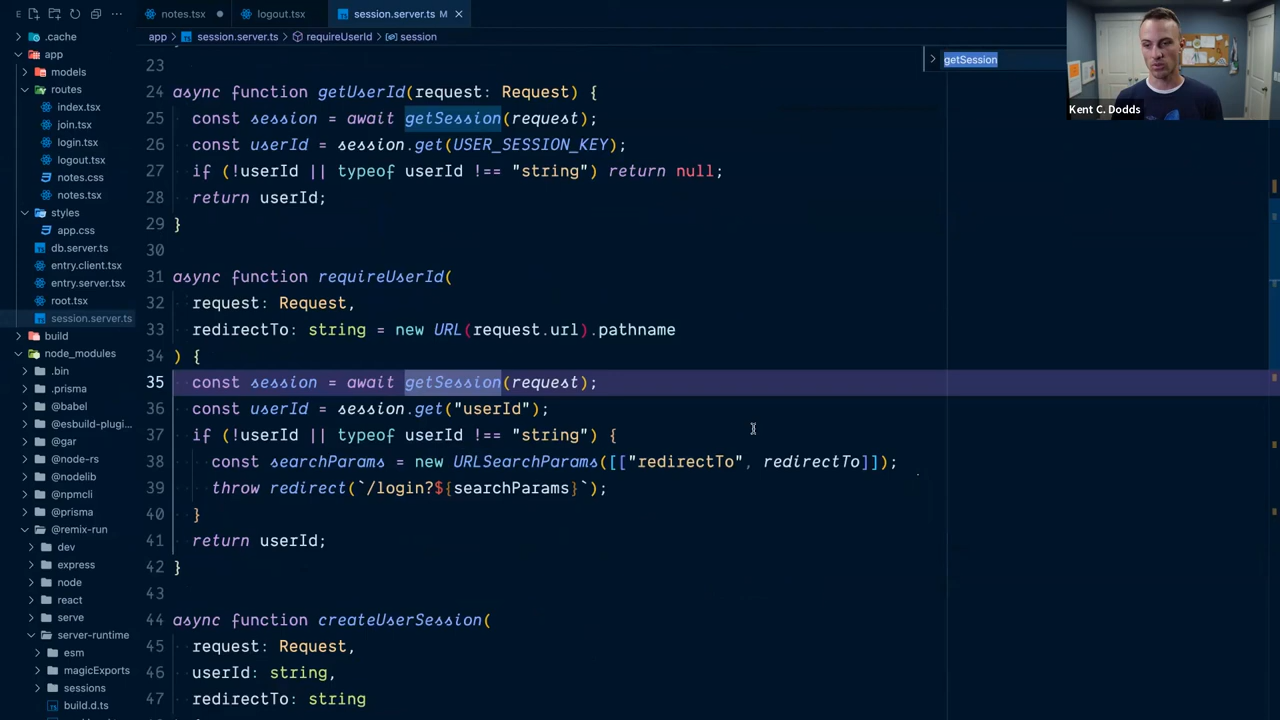 E
notes.tsx
logout.tsx
session.server.ts M
.cache
app > session.server.ts > requireUserId > session
getSession
app
models
routes
index.tsx
join.tsx
login.tsx
logout.tsx
notes.css
notes.tsx
styles
app.css
db.server.ts
entry.client.tsx
entry.server.tsx
root.tsx
session.server.ts
build
node_modules
.bin
.prisma
@babel
@esbuild-plugi...
@gar
@node-rs
@nodelib
@npmcli
@prisma
@remix-run
dev
express
node
react
serve
server-runtime
esm
magicExports
sessions
build.d.ts
23
24 async function getUserId(request: Request) {
25 const session = await getSession(request);
26 const userId = session.get(USER_SESSION_KEY);
27 if (!userId || typeof userId !== "string") return null;
28 return userId;
29 }
30
31 async function requireUserId(
32 request: Request,
33 redirectTo: string = new URL(request.url).pathname
34 ) {
35 const session = await getSession(request);
36 const userId = session.get("userId");
37 if (!userId || typeof userId !== "string") {
38 const searchParams = new URLSearchParams([["redirectTo", redirectTo]]);
39 throw redirect(`/login?${searchParams}`);
40 }
41 return userId;
42 }
43
44 async function createUserSession(
45 request: Request,
46 userId: string,
47 redirectTo: string
Kent C. Dodds